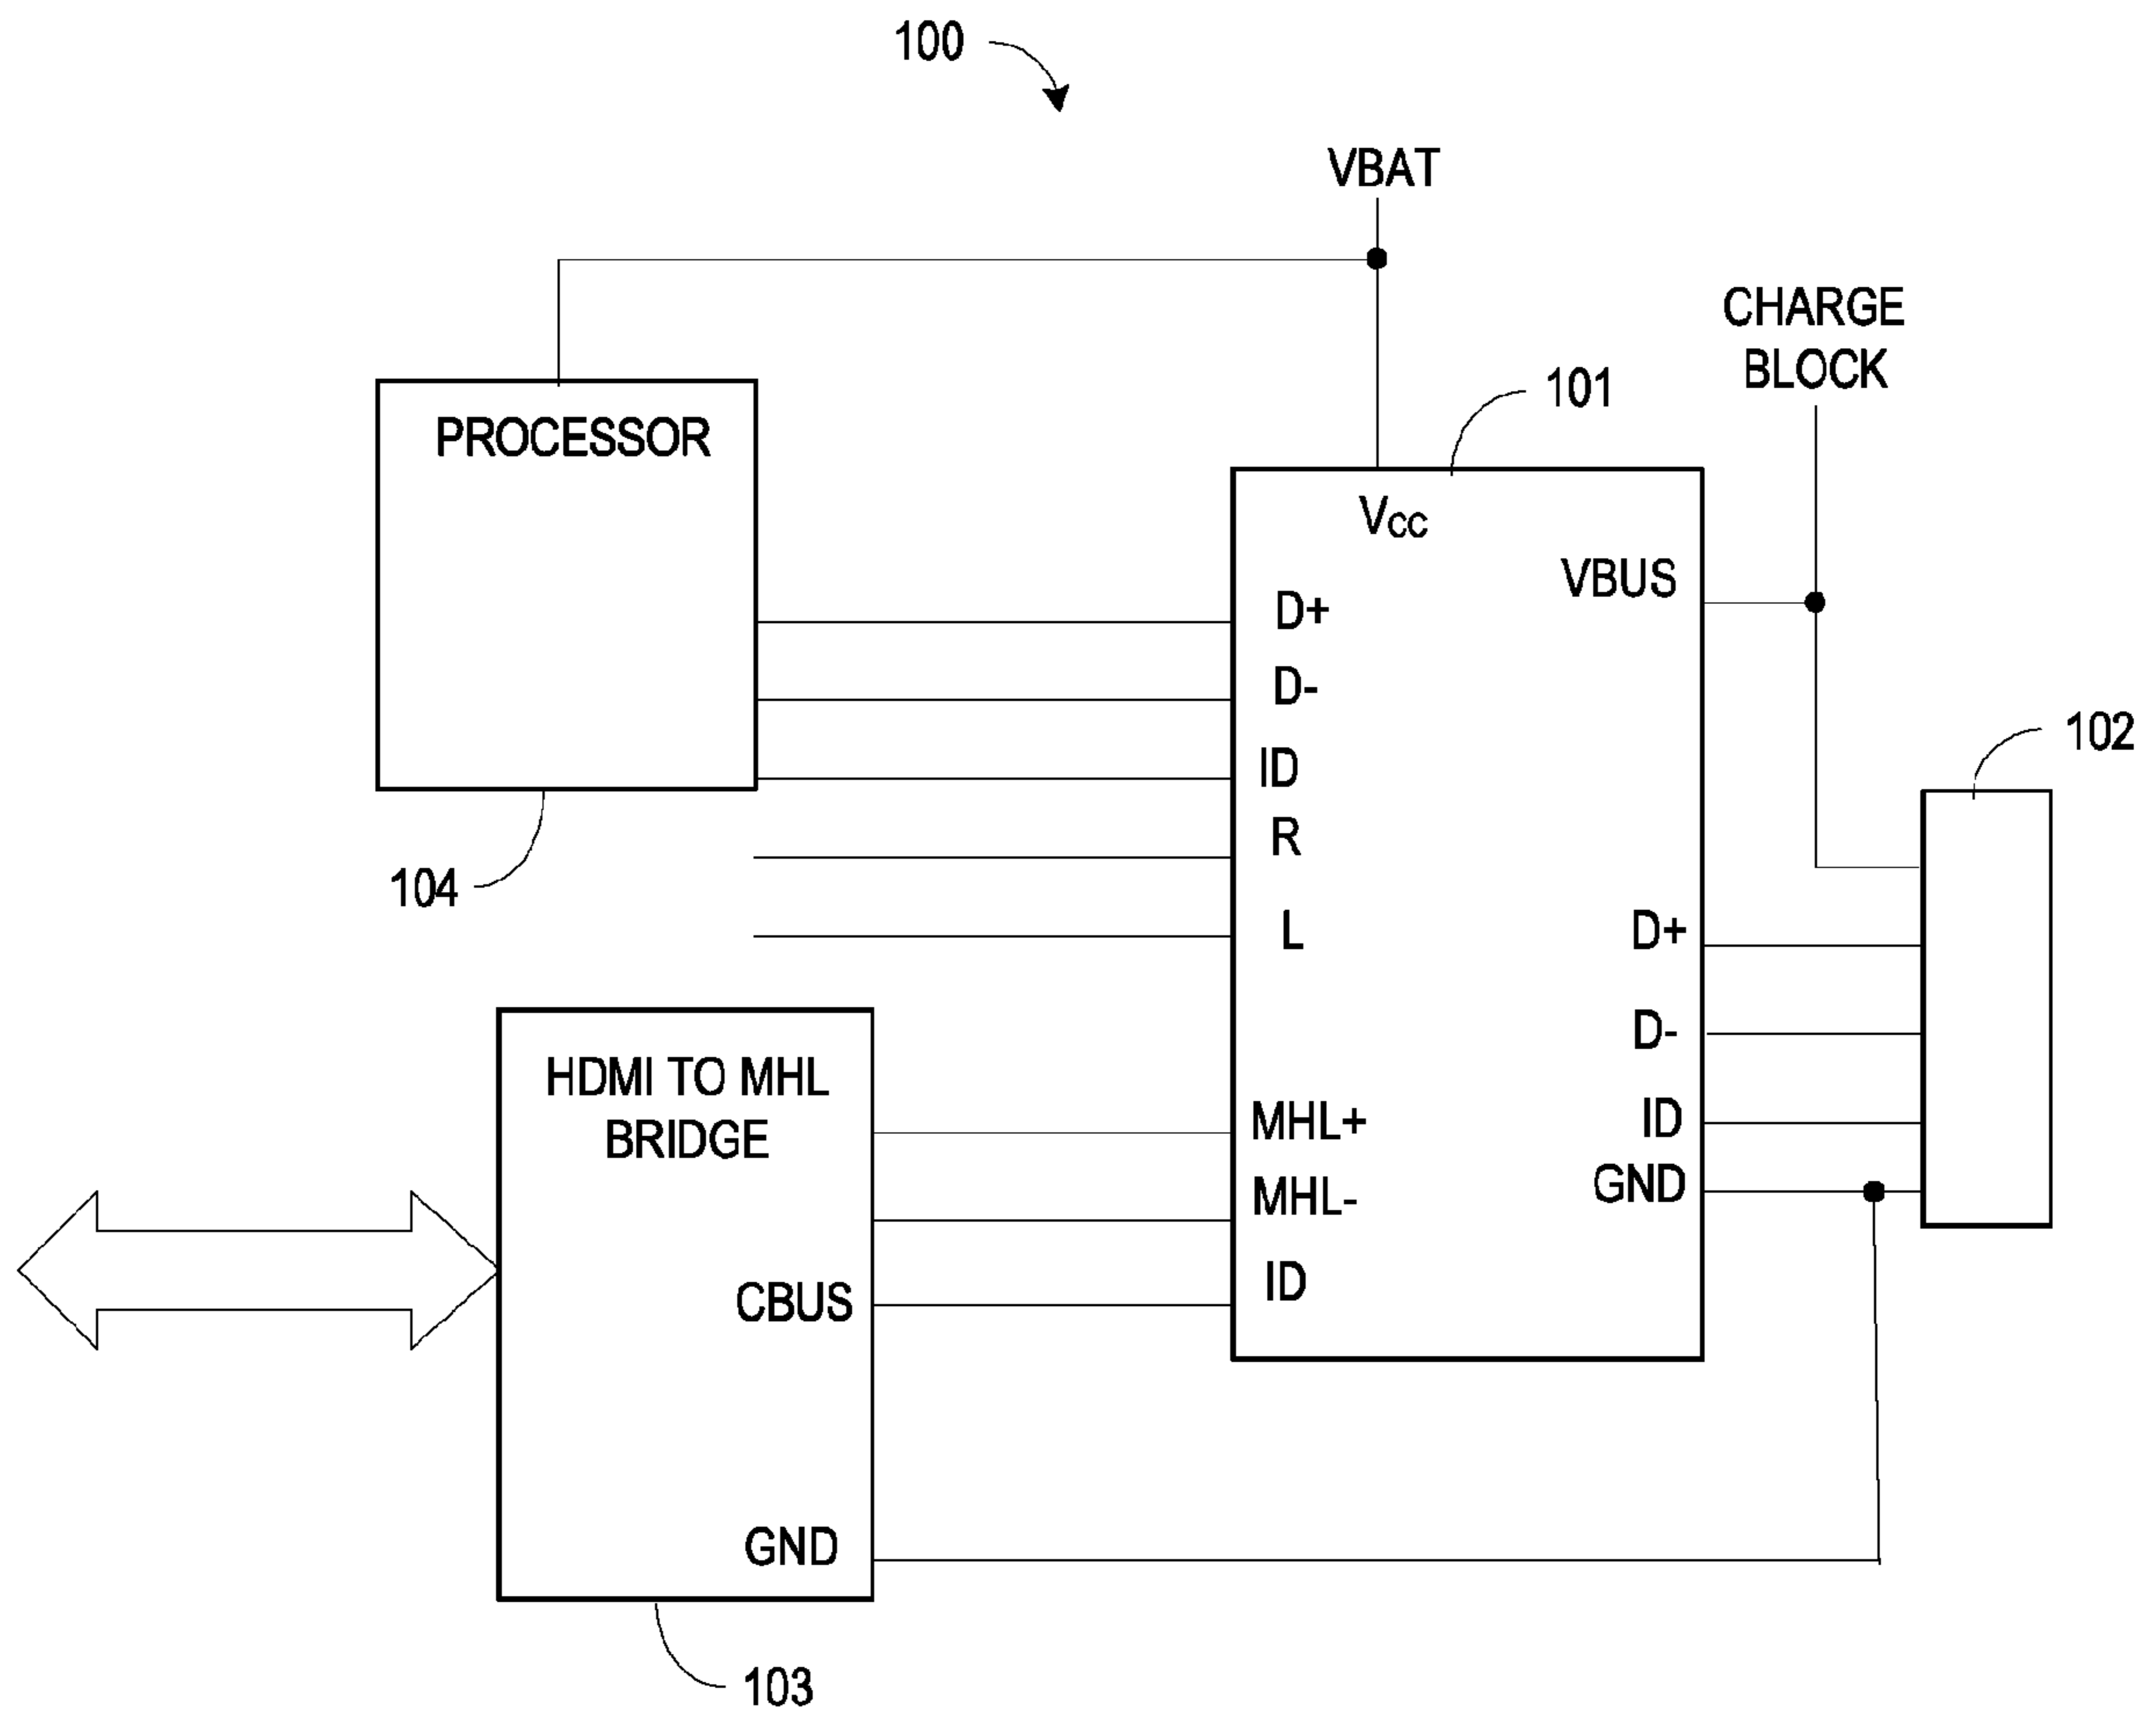 100
VBAT
CHARGE
BLOCK
101
PROCESSOR
VCC
VBUS
D+
D-
ID
R
L
102
104
D+
D-
ID
GND
HDMI TO MHL
BRIDGE
MHL+
MHL-
ID
CBUS
GND
103